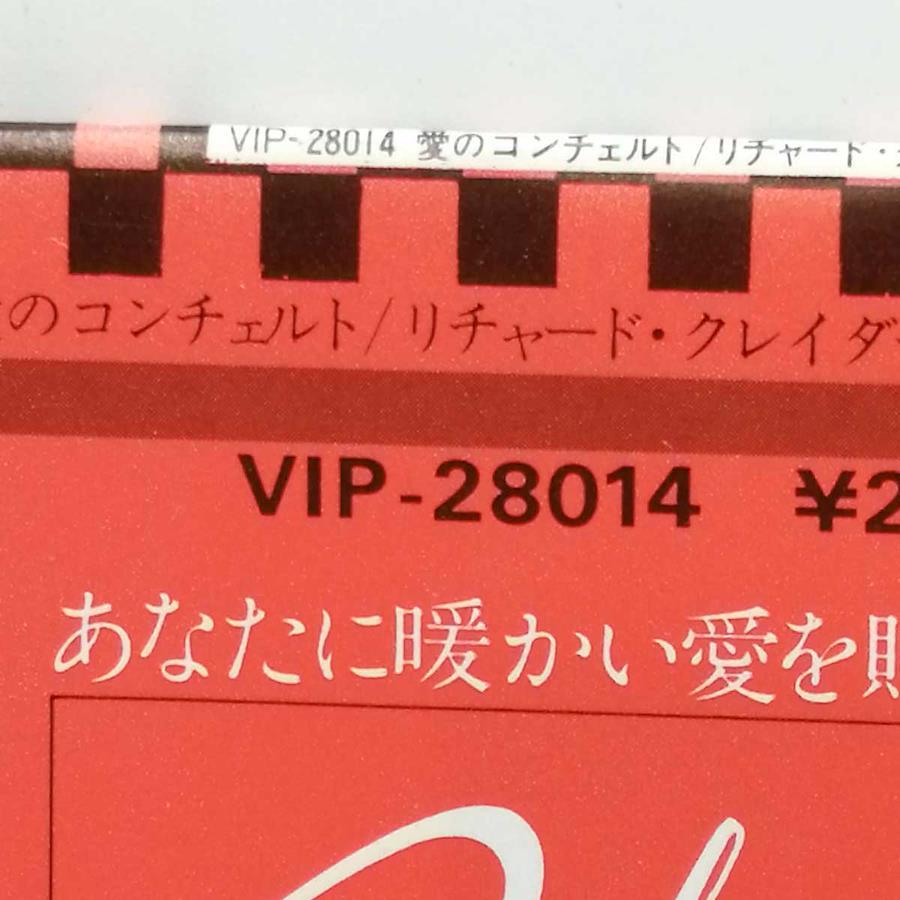 VIP-28014 愛のコンチェルト/リチャード・
のコンチェルト/リチャード・クレイダ
VIP-28014 ¥2
あなたに暖かい愛を